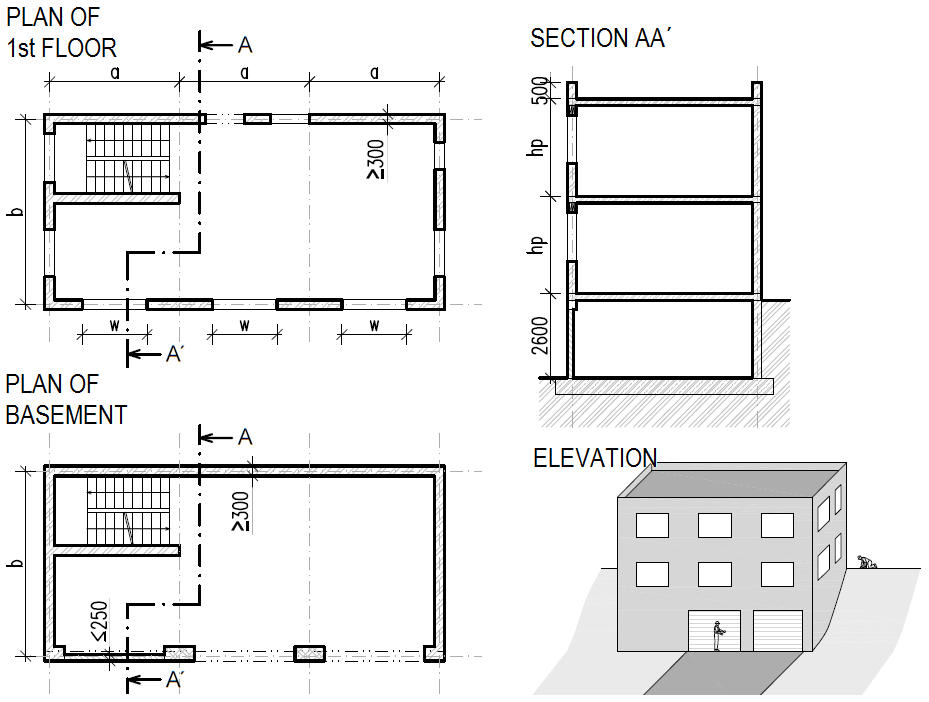 PLAN OF
1st FLOOR
A
a
a
a
≥300
b
w
w
w
A´
PLAN OF
BASEMENT
A
≥300
b
≤250
A´
SECTION AA´
500
hp
hp
2600
ELEVATION